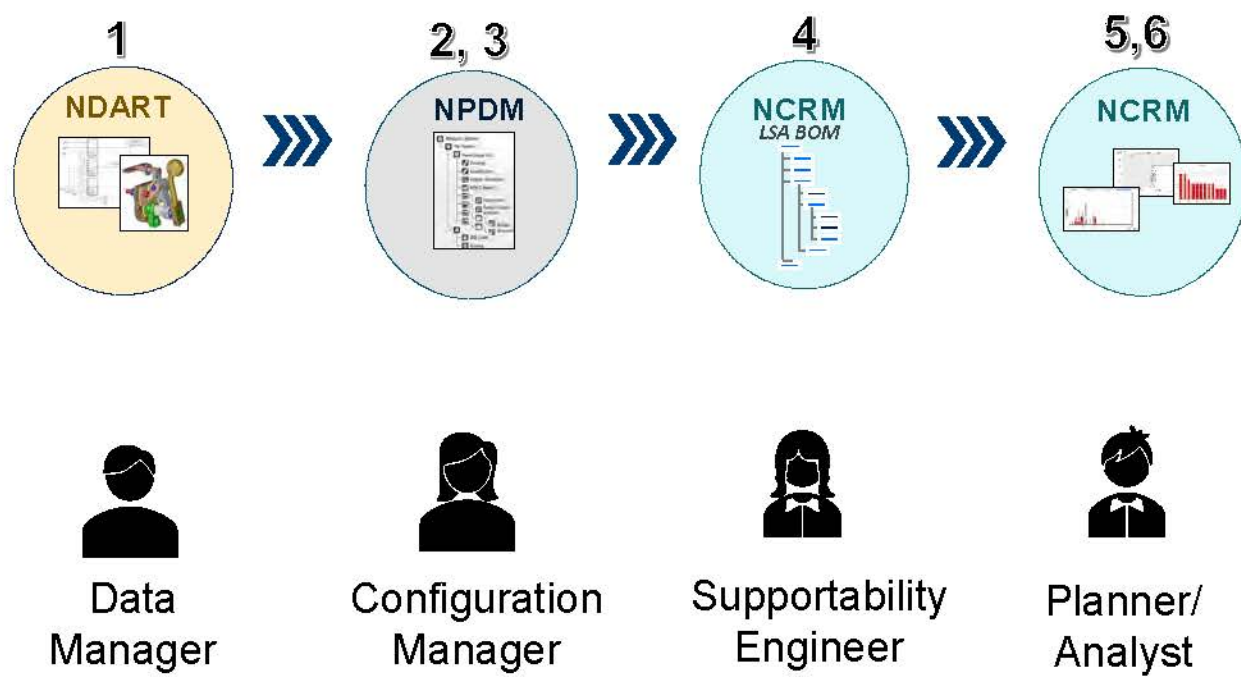 1
2, 3
4
5,6
NDART
NPDM
NCRM
LSA BOM
NCRM
Data
Manager
Configuration
Manager
Supportability
Engineer
Planner/
Analyst